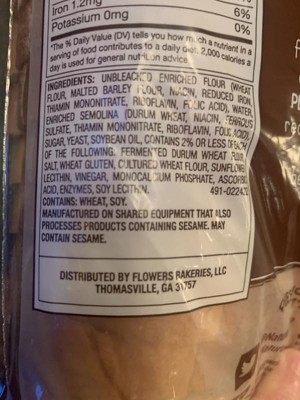 Iron 1.2mg 6%
Potassium 0mg 0%
*The % Daily Value (DV) tells you how much a nutrient in a
serving of food contributes to a daily diet. 2,000 calories a
day is used for general nutrition advice.
INGREDIENTS: UNBLEACHED ENRICHED FLOUR (WHEAT
FLOUR, MALTED BARLEY FLOUR, NIACIN, REDUCED IRON,
THIAMIN MONONITRATE, RIBOFLAVIN, FOLIC ACID), WATER,
ENRICHED SEMOLINA (DURUM WHEAT, NIACIN, FERROUS
SULFATE, THIAMIN MONONITRATE, RIBOFLAVIN, FOLIC ACID),
SUGAR, YEAST, SOYBEAN OIL, CONTAINS 2% OR LESS OF EACH
OF THE FOLLOWING: FERMENTED DURUM WHEAT FLOUR,
SALT, WHEAT GLUTEN, CULTURED WHEAT FLOUR, SUNFLOWER
LECITHIN, VINEGAR, MONOCALCIUM PHOSPHATE, ASCORBIC
ACID, ENZYMES, SOY LECITHIN. 491-022422
CONTAINS: WHEAT, SOY.
MANUFACTURED ON SHARED EQUIPMENT THAT ALSO
PROCESSES PRODUCTS CONTAINING SESAME. MAY
CONTAIN SESAME.
DISTRIBUTED BY FLOWERS BAKERIES, LLC
THOMASVILLE, GA 31757